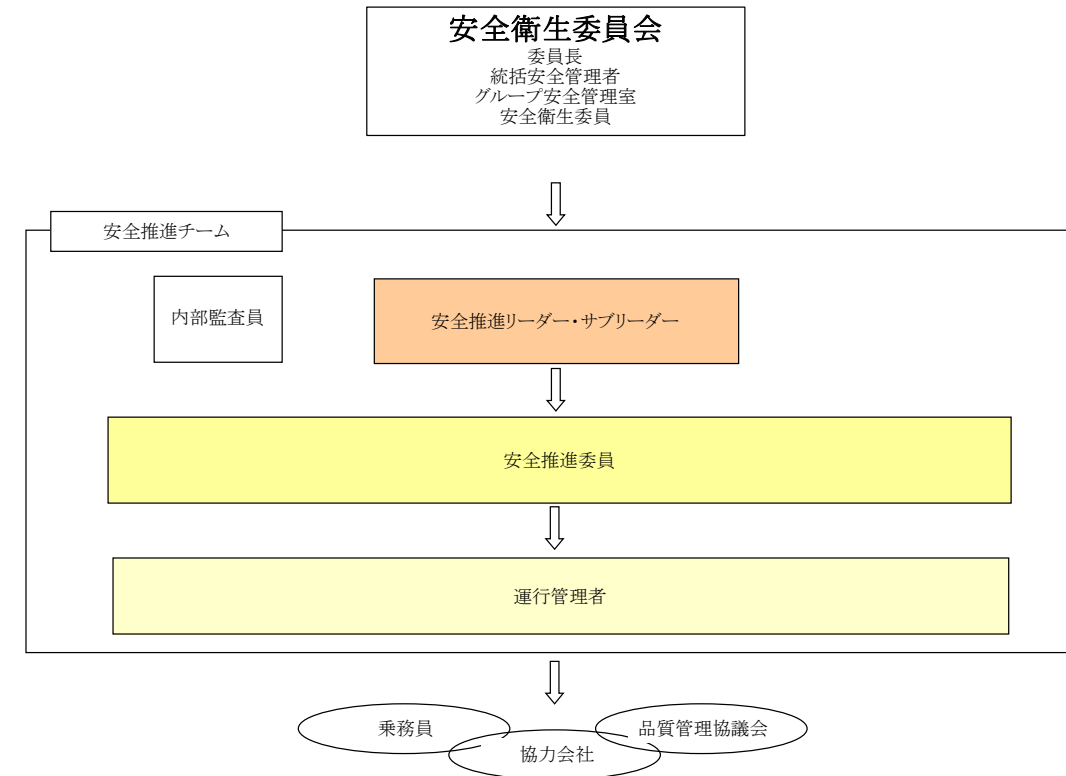 安全衛生委員会
委員長
統括安全管理者
グループ安全管理室
安全衛生委員
安全推進チーム
内部監査員
安全推進リーダー・サブリーダー
安全推進委員
運行管理者
乗務員
品質管理協議会
協力会社